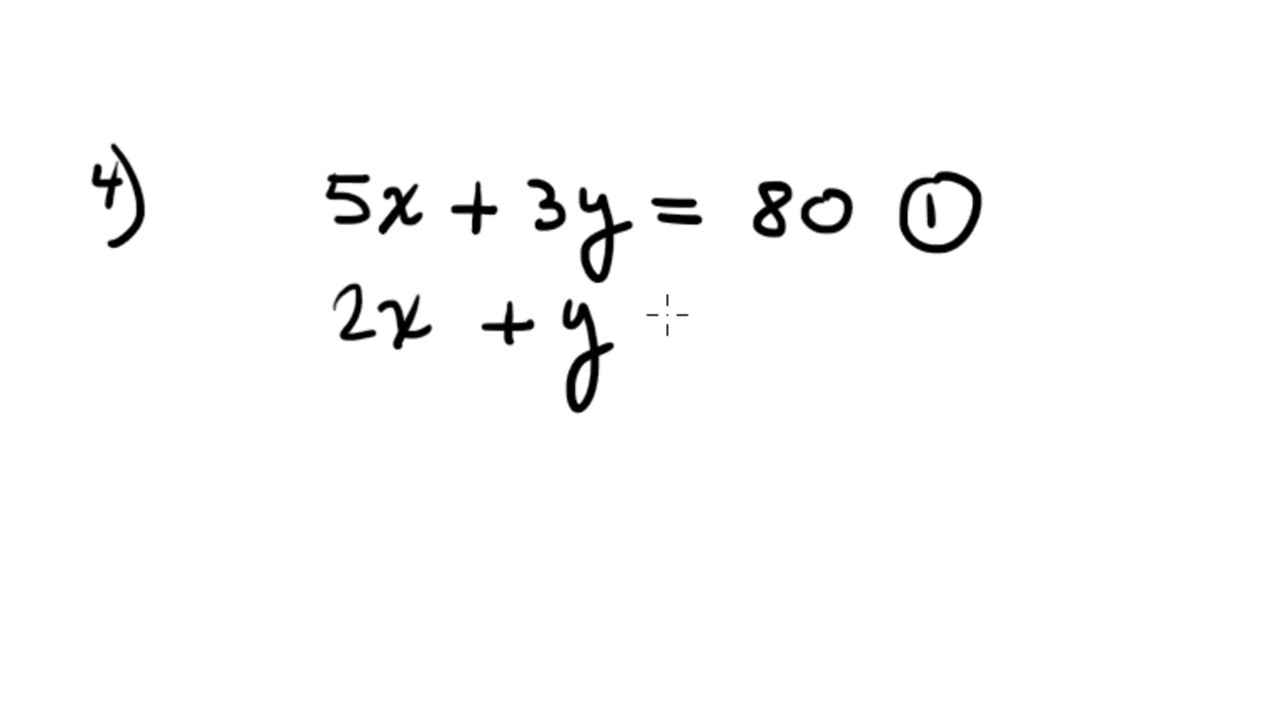 4) 5x + 3y = 80 ①
2x + y